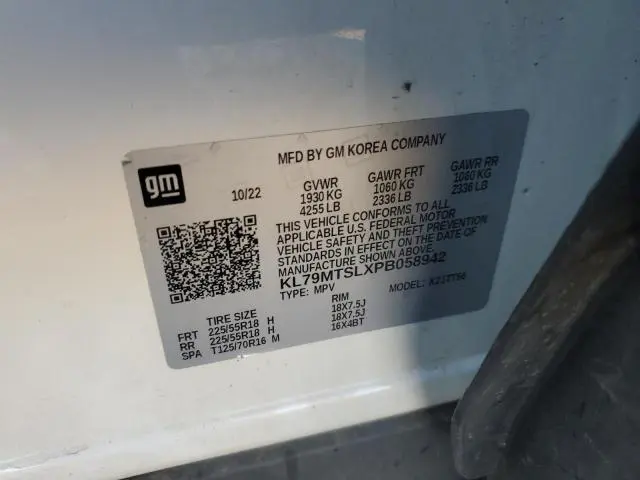 MFD BY GM KOREA COMPANY
gm
10/22
GVWR GAWR FRT GAWR RR
1930 KG 1060 KG 1060 KG
4255 LB 2336 LB 2336 LB
THIS VEHICLE CONFORMS TO ALL
APPLICABLE U.S. FEDERAL MOTOR
VEHICLE SAFETY AND THEFT PREVENTION
STANDARDS IN EFFECT ON THE DATE OF
MANUFACTURE SHOWN ABOVE.
KL79MTSLXPB058942
TYPE: MPV MODEL:
TIRE SIZE RIM
FRT 225/55R18 H 18X7.5J
RR 225/55R18 H 18X7.5J
SPA T125/70R16 M 16X4BT